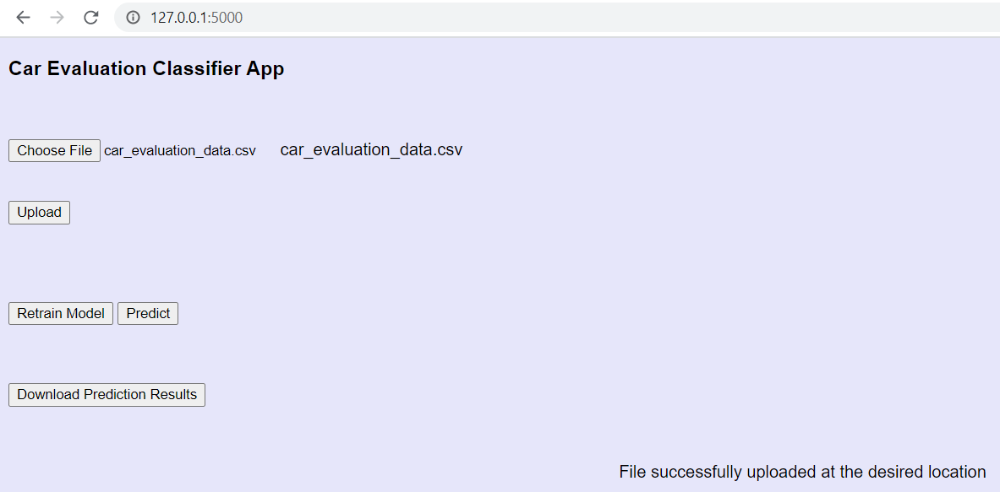 127.0.0.1:5000
Car Evaluation Classifier App
Choose File car_evaluation_data.csv car_evaluation_data.csv
Upload
Retrain Model Predict
Download Prediction Results
File successfully uploaded at the desired location